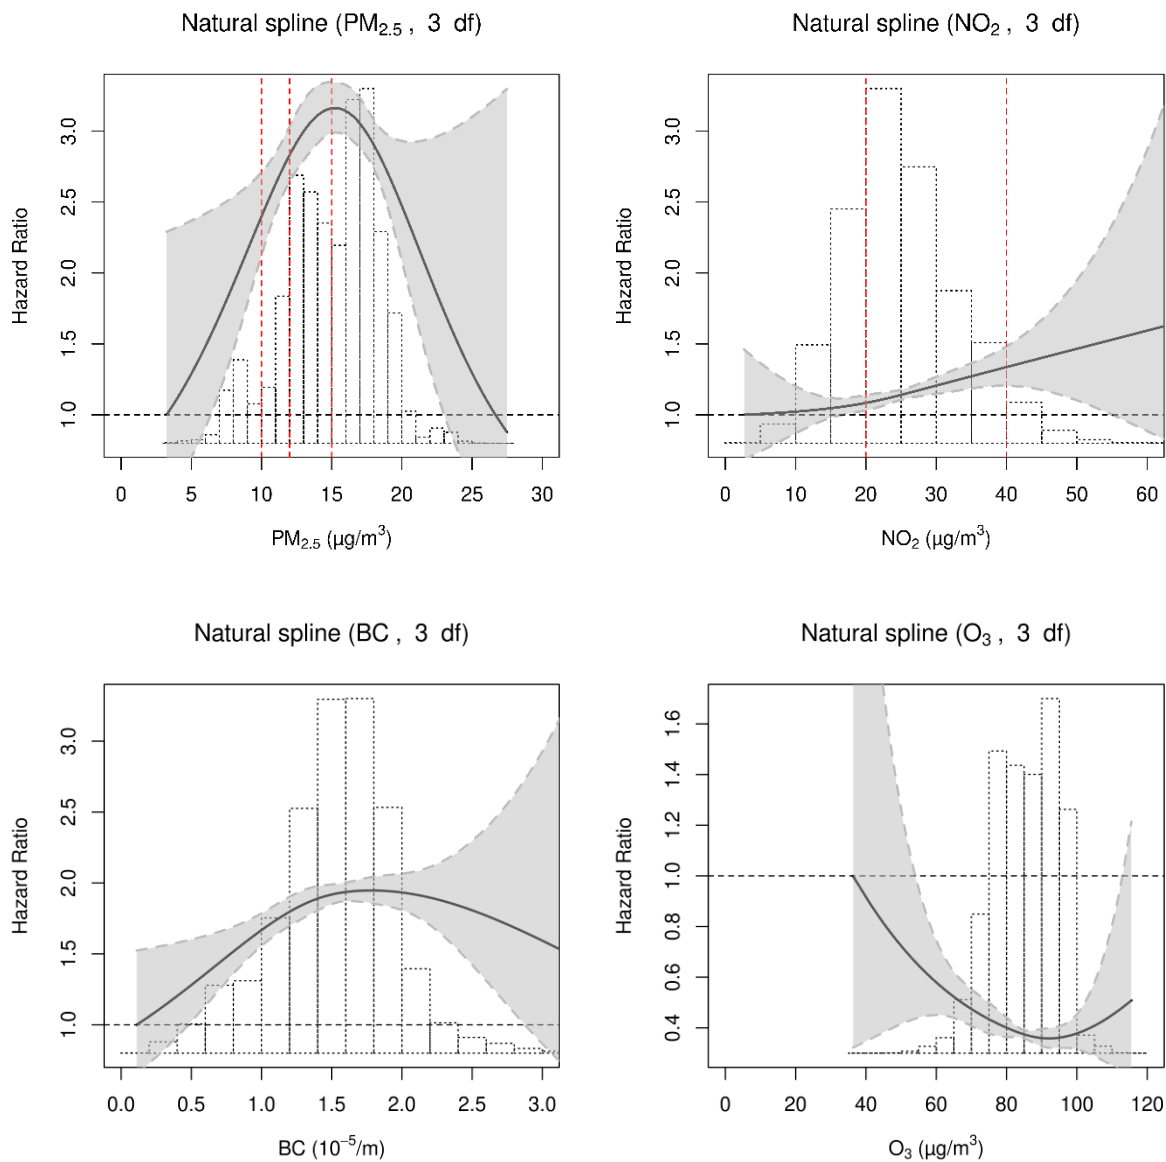 Natural spline (PM2.5 , 3 df)
Hazard Ratio
3.0
2.5
2.0
1.5
1.0
0 5 10 15 20 25 30
PM2.5 (µg/m³)
Natural spline (NO2 , 3 df)
Hazard Ratio
3.0
2.5
2.0
1.5
1.0
0 10 20 30 40 50 60
NO2 (µg/m³)
Natural spline (BC , 3 df)
Hazard Ratio
3.0
2.5
2.0
1.5
1.0
0.0 0.5 1.0 1.5 2.0 2.5 3.0
BC (10⁻⁵/m)
Natural spline (O3 , 3 df)
Hazard Ratio
1.6
1.4
1.2
1.0
0.8
0.6
0.4
0 20 40 60 80 100 120
O3 (µg/m³)